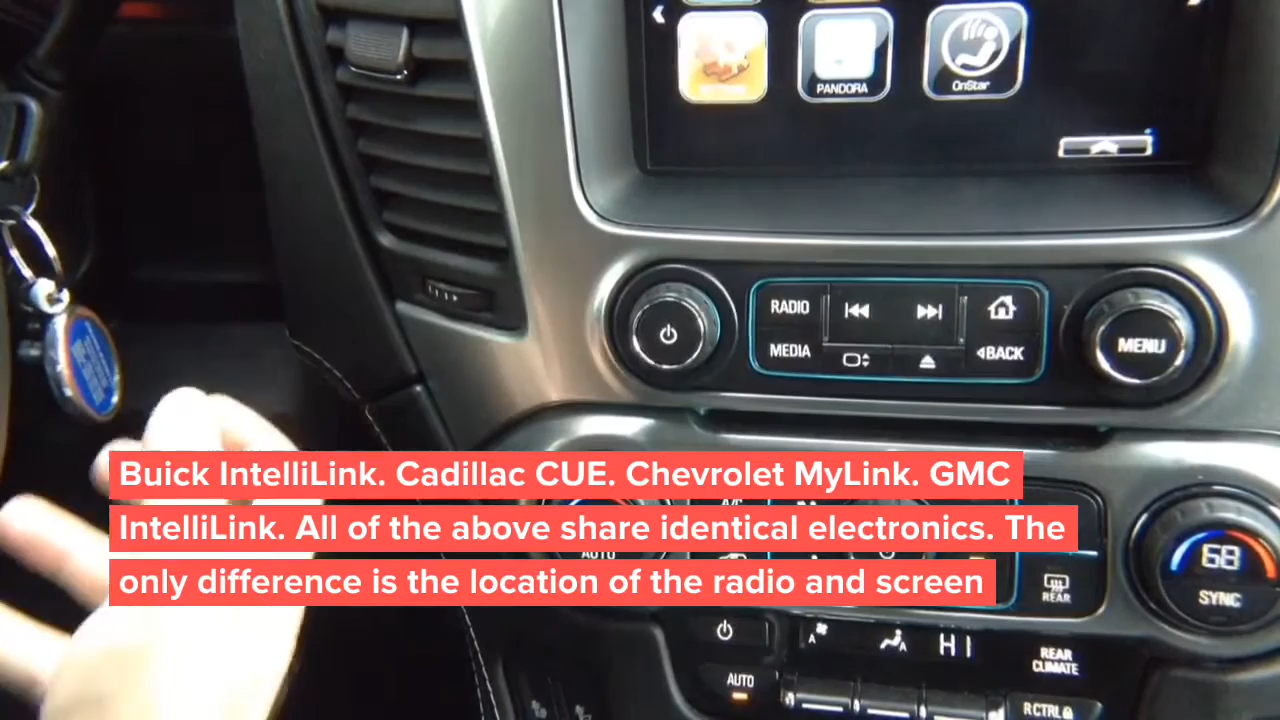 PANDORA
OnStar
RADIO
MEDIA
BACK
MENU
Buick IntelliLink. Cadillac CUE. Chevrolet MyLink. GMC
IntelliLink. All of the above share identical electronics. The
only difference is the location of the radio and screen
AUTO
REAR
68
SYNC
A
A
HI
REAR
CLIMATE
AUTO
R CTRL